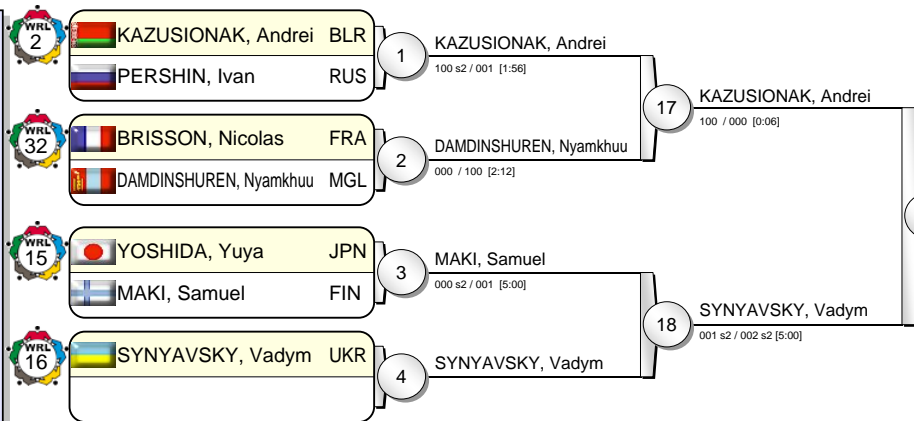 WRL
2
KAZUSIONAK, Andrei BLR
PERSHIN, Ivan RUS
1
KAZUSIONAK, Andrei
100 s2 / 001 [1:56]
WRL
32
BRISSON, Nicolas FRA
DAMDINSHUREN, Nyamkhuu MGL
2
DAMDINSHUREN, Nyamkhuu
000 / 100 [2:12]
17
KAZUSIONAK, Andrei
100 / 000 [0:06]
WRL
15
YOSHIDA, Yuya JPN
MAKI, Samuel FIN
3
MAKI, Samuel
000 s2 / 001 [5:00]
WRL
16
SYNYAVSKY, Vadym UKR
4
SYNYAVSKY, Vadym
18
SYNYAVSKY, Vadym
001 s2 / 002 s2 [5:00]